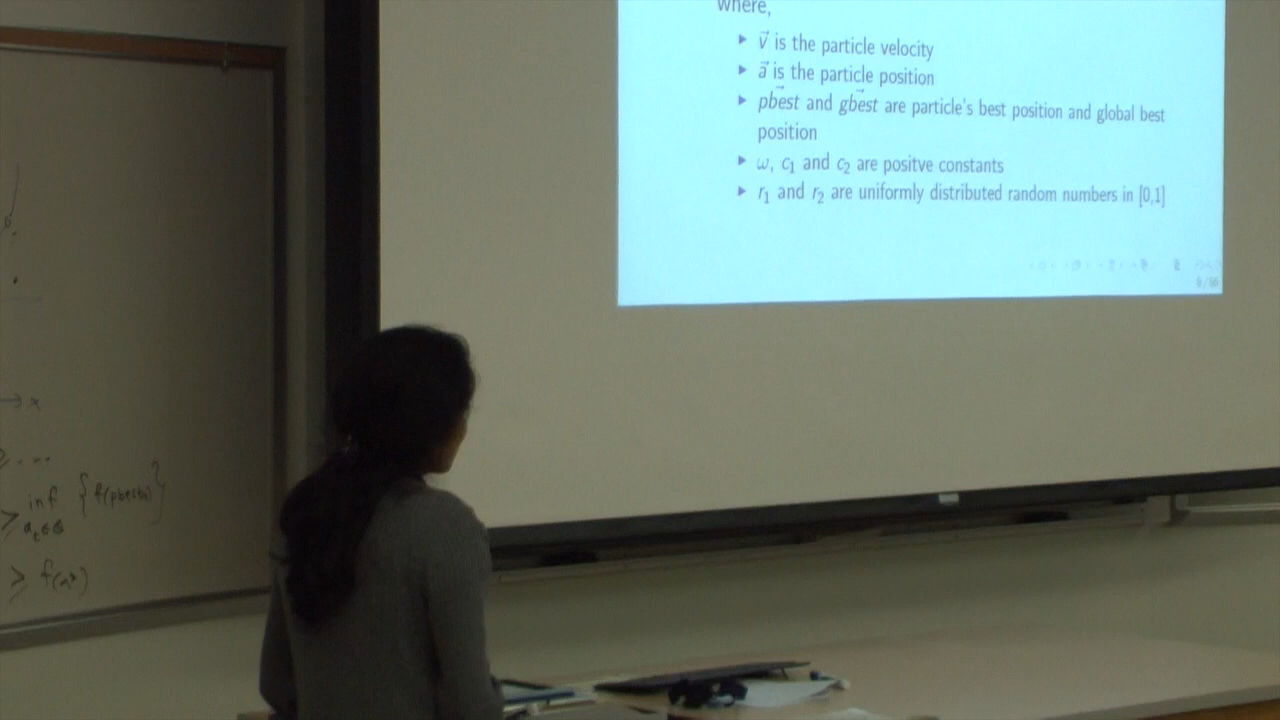 where,
▶ v⃗ is the particle velocity
▶ a⃗ is the particle position
▶ pbest⃗ and gbest⃗ are particle's best position and global best
position
▶ ω, c₁ and c₂ are positve constants
▶ r₁ and r₂ are uniformly distributed random numbers in [0,1]
→ x
≥ ...
≥ inf { f(pbest) }
≥ f(a*)